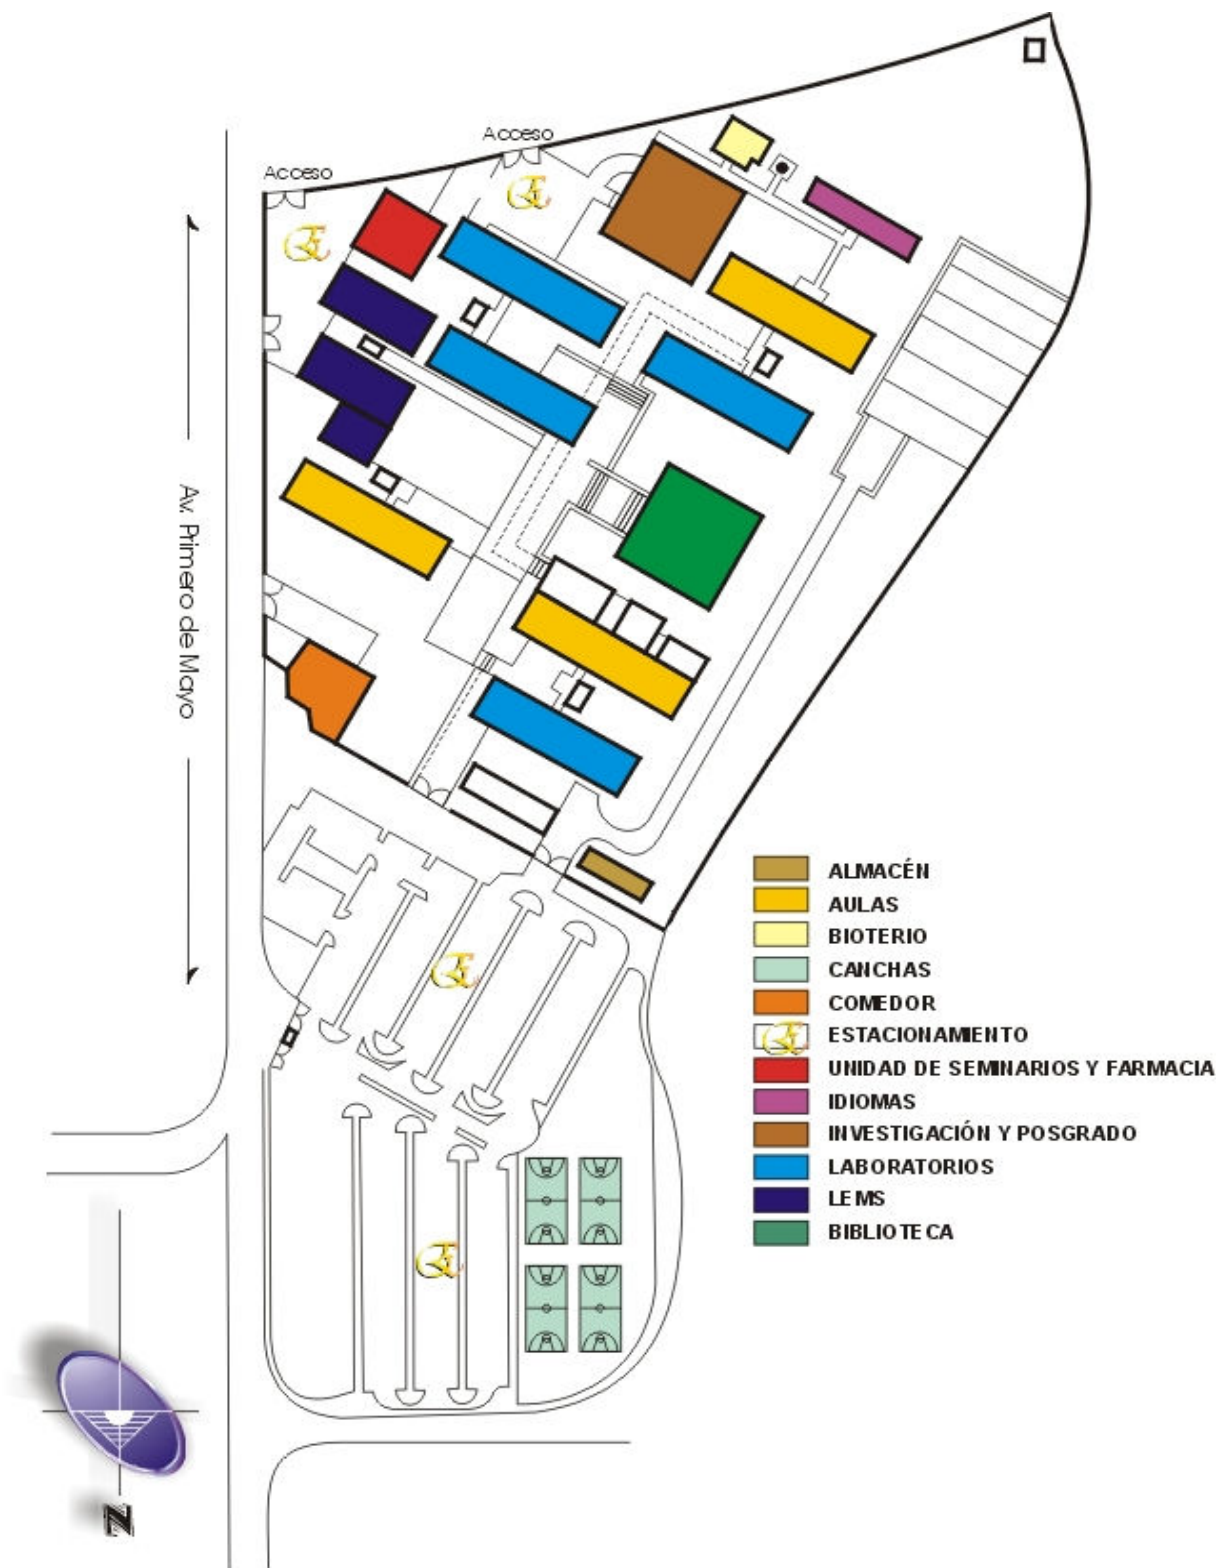 Acceso
Acceso
Av. Primero de Mayo
ALMACÉN
AULAS
BIOTERIO
CANCHAS
COMEDOR
ESTACIONAMIENTO
UNIDAD DE SEMINARIOS Y FARMACIA
IDIOMAS
INVESTIGACIÓN Y POSGRADO
LABORATORIOS
LEMS
BIBLIOTECA
N